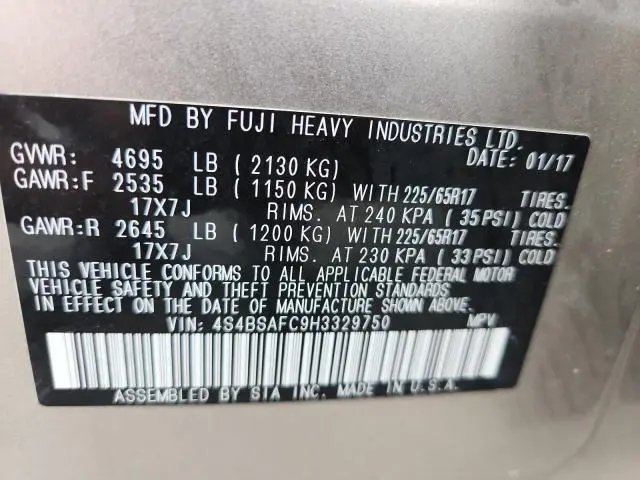 MFD BY FUJI HEAVY INDUSTRIES LTD.
DATE: 01/17
GVWR: 4695 LB ( 2130 KG)
GAWR:F 2535 LB ( 1150 KG) WITH 225/65R17 TIRES.
17X7J RIMS. AT 240 KPA ( 35 PSI) COLD
GAWR:R 2645 LB ( 1200 KG) WITH 225/65R17 TIRES.
17X7J RIMS. AT 230 KPA ( 33 PSI) COLD
THIS VEHICLE CONFORMS TO ALL APPLICABLE FEDERAL MOTOR
VEHICLE SAFETY AND THEFT PREVENTION STANDARDS
IN EFFECT ON THE DATE OF MANUFACTURE SHOWN ABOVE.
VIN: 4S4BSAFC9H3329750 MPV
ASSEMBLED BY SIA INC. MADE IN U.S.A.